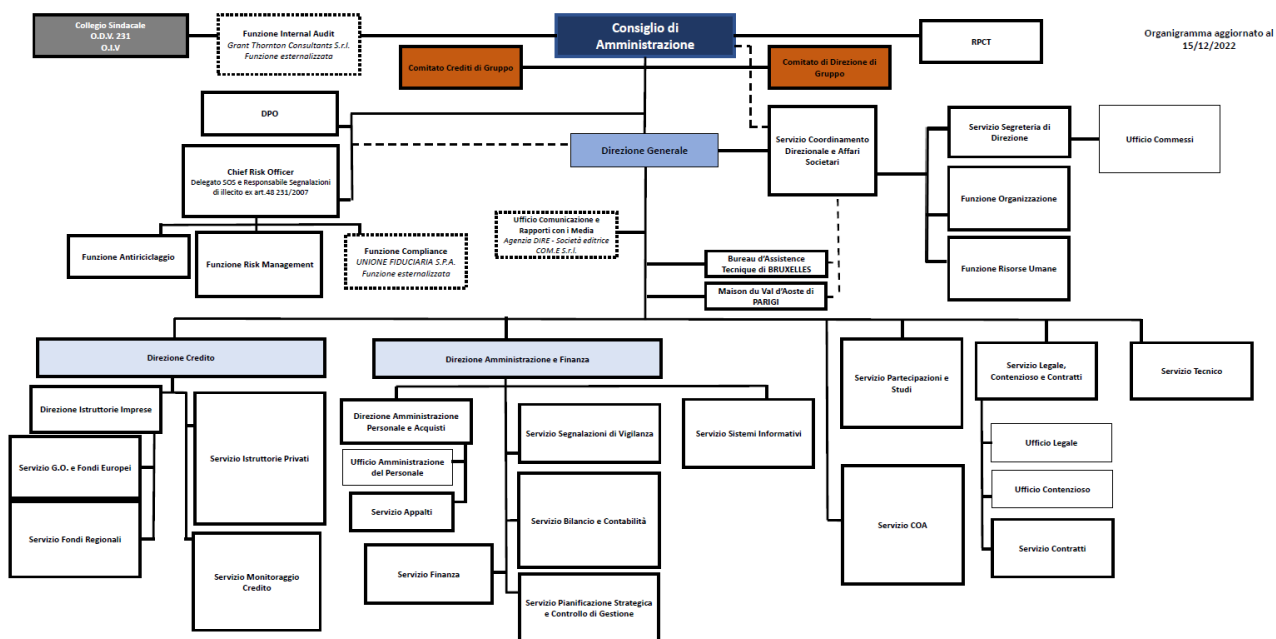 Collegio Sindacale
O.D.V. 231
O.I.V
Funzione Internal Audit
Grant Thornton Consultants S.r.l.
Funzione esternalizzata
Consiglio di
Amministrazione
RPCT
Organigramma aggiornato al
15/12/2022
Comitato Crediti di Gruppo
Comitato di Direzione di
Gruppo
DPO
Direzione Generale
Servizio Coordinamento
Direzionale e Affari
Societari
Servizio Segreteria di
Direzione
Ufficio Commessi
Chief Risk Officer
Delegato SOS e Responsabile Segnalazioni
di illecito ex art.48 231/2007
Funzione Organizzazione
Funzione Antiriciclaggio
Funzione Risk Management
Funzione Compliance
UNIONE FIDUCIARIA S.P.A.
Funzione esternalizzata
Ufficio Comunicazione e
Rapporti con i Media
Agenzia DIRE - Società editrice
COM.E S.r.l.
Bureau d'Assistence
Tecnique di BRUXELLES
Maison du Val d'Aoste di
PARIGI
Funzione Risorse Umane
Direzione Credito
Direzione Amministrazione e Finanza
Servizio Partecipazioni e
Studi
Servizio Legale,
Contenzioso e Contratti
Servizio Tecnico
Direzione Istruttorie Imprese
Servizio G.O. e Fondi Europei
Servizio Fondi Regionali
Servizio Istruttorie Privati
Servizio Monitoraggio
Credito
Direzione Amministrazione
Personale e Acquisti
Ufficio Amministrazione
del Personale
Servizio Appalti
Servizio Finanza
Servizio Segnalazioni di Vigilanza
Servizio Bilancio e Contabilità
Servizio Pianificazione Strategica
e Controllo di Gestione
Servizio Sistemi Informativi
Servizio COA
Ufficio Legale
Ufficio Contenzioso
Servizio Contratti